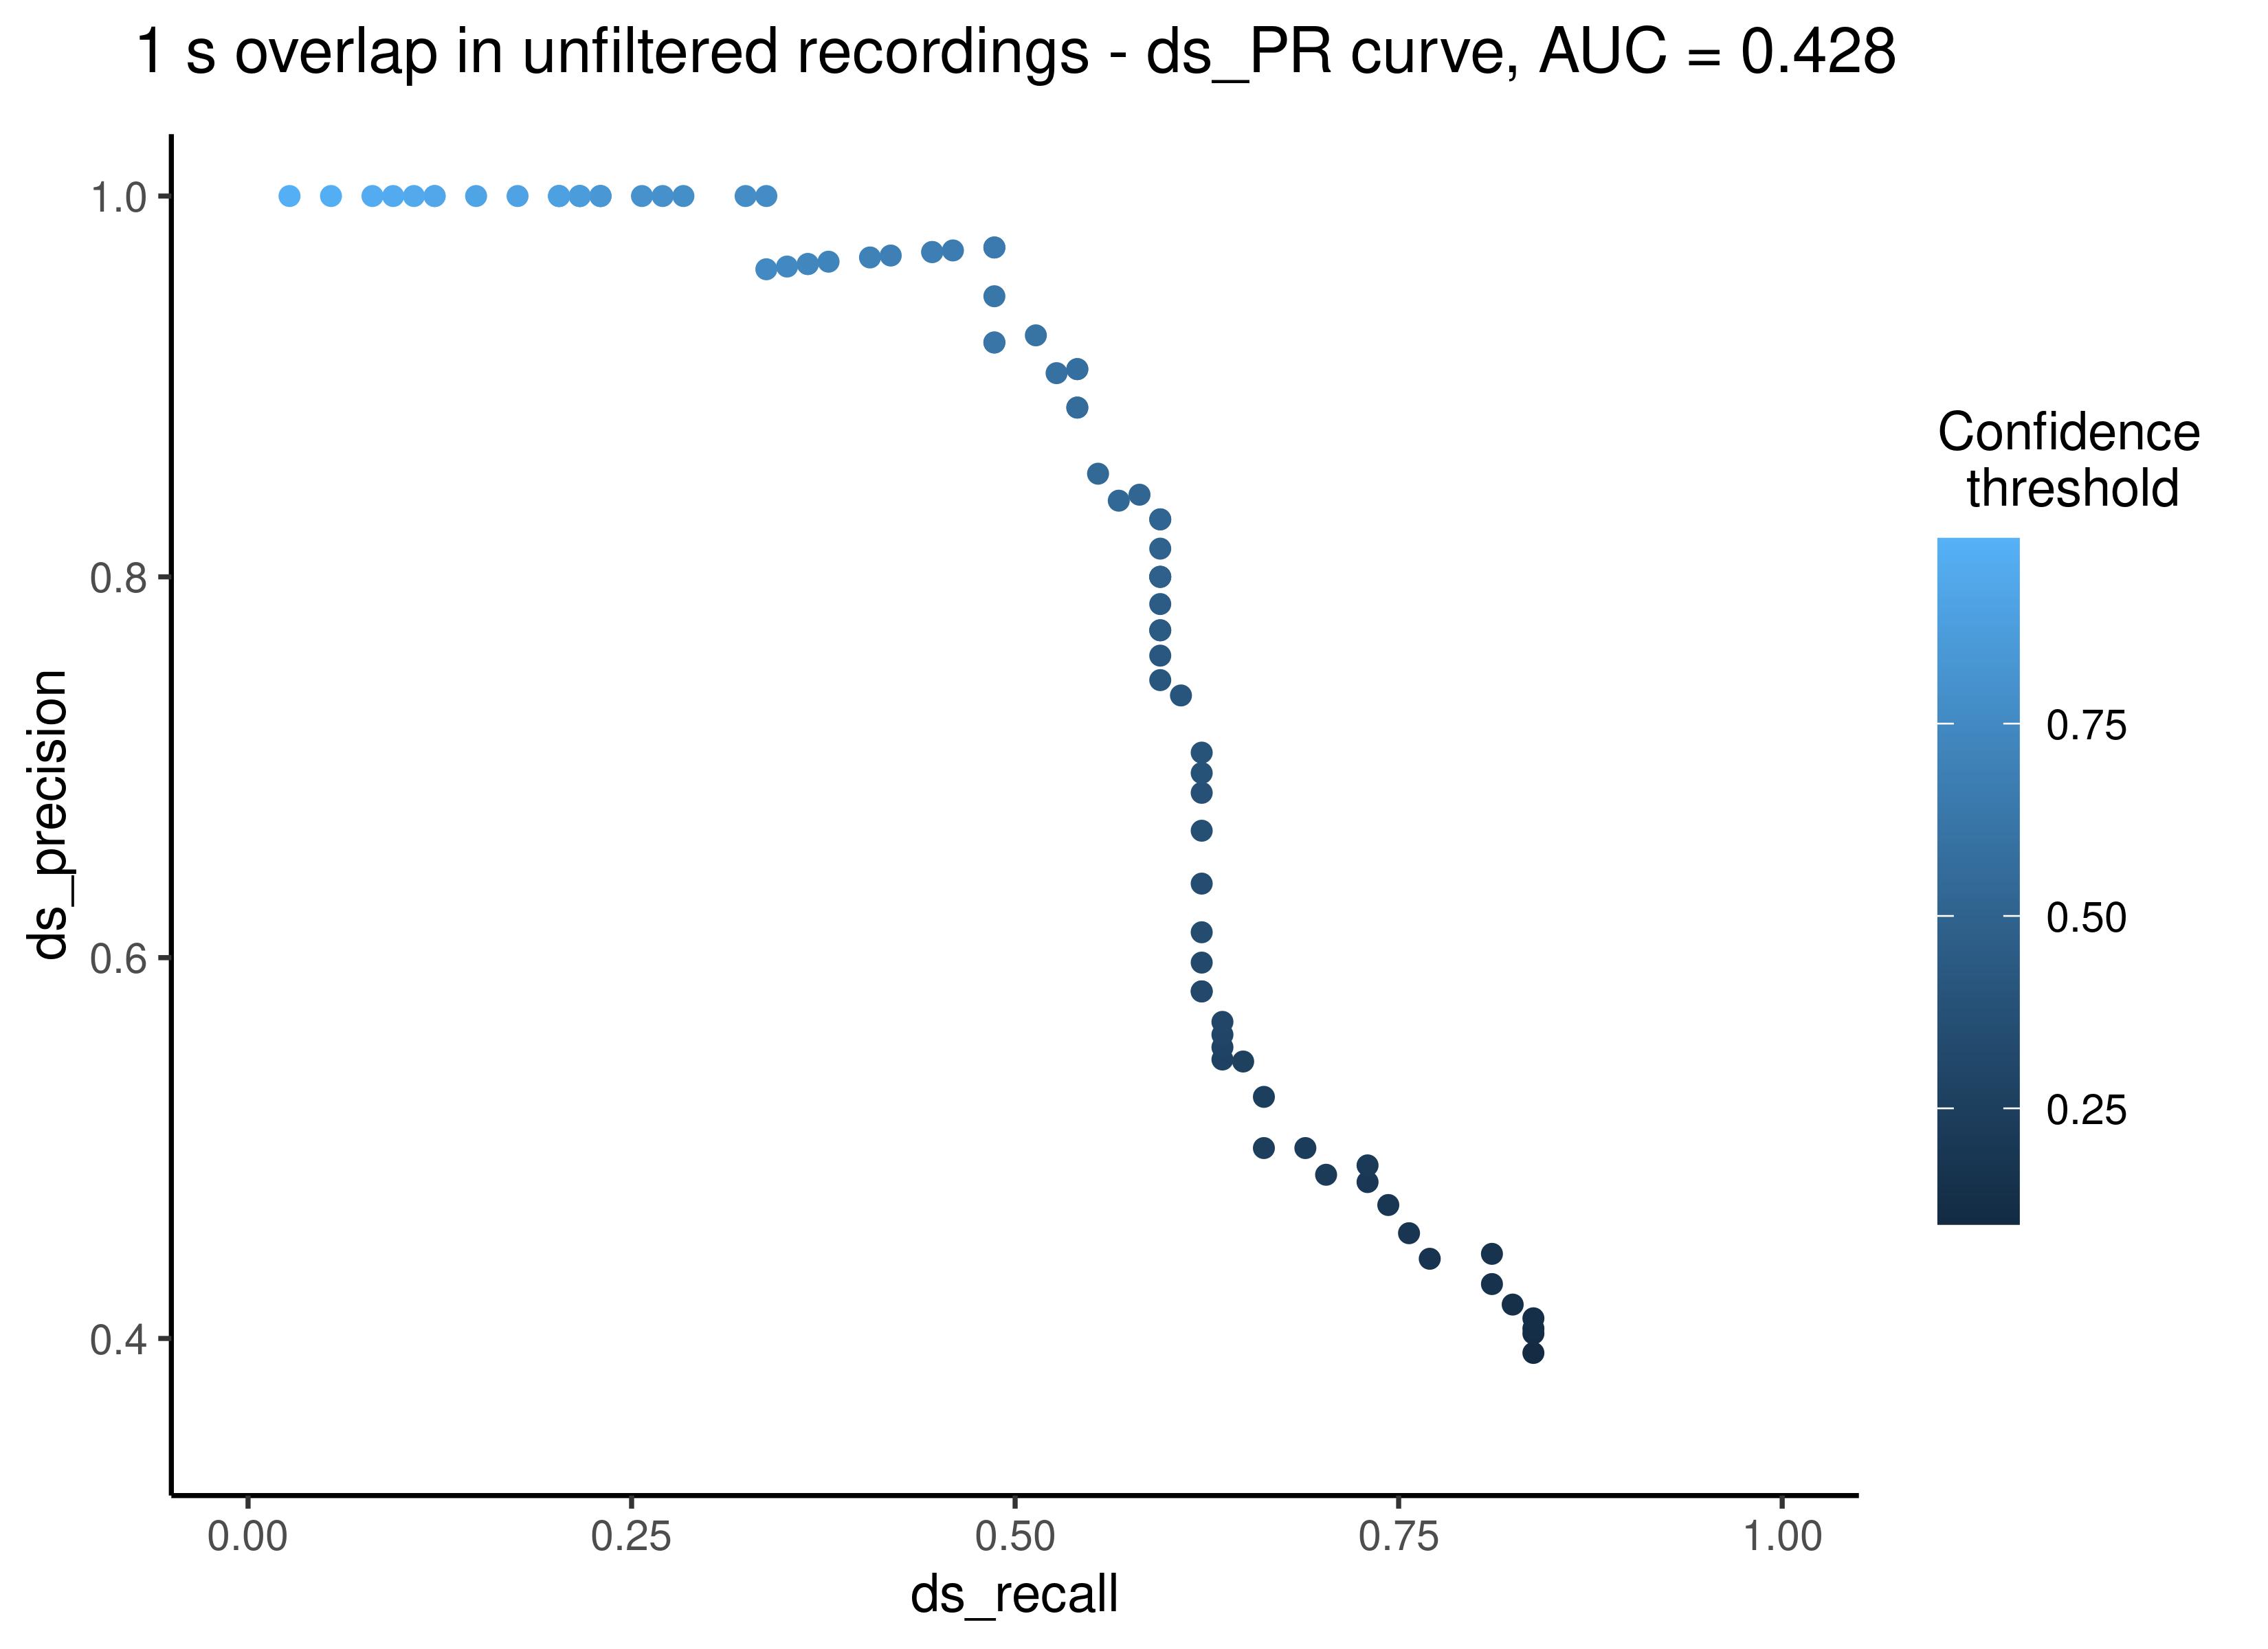 1 s overlap in unfiltered recordings - ds_PR curve, AUC = 0.428
1.0
0.8
0.6
0.4
ds_precision
0.00 0.25 0.50 0.75 1.00
ds_recall
Confidence
threshold
0.75
0.50
0.25